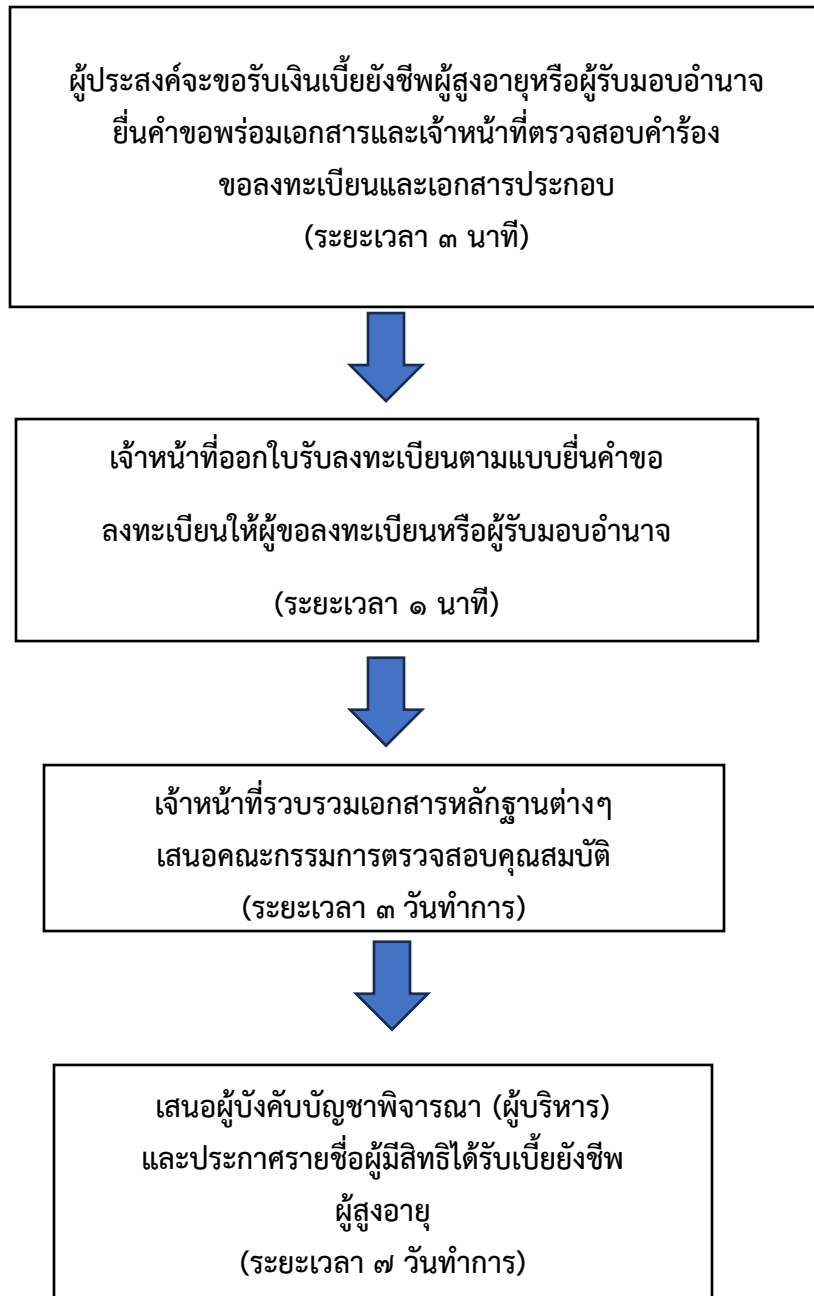 ผู้ประสงค์จะขอรับเงินเบี้ยยังชีพผู้สูงอายุหรือผู้รับมอบอำนาจ
ยื่นคำขอพร่อมเอกสารและเจ้าหน้าที่ตรวจสอบคำร้อง
ขอลงทะเบียนและเอกสารประกอบ
(ระยะเวลา ๓ นาที)
เจ้าหน้าที่ออกใบรับลงทะเบียนตามแบบยื่นคำขอ
ลงทะเบียนให้ผู้ขอลงทะเบียนหรือผู้รับมอบอำนาจ
(ระยะเวลา ๑ นาที)
เจ้าหน้าที่รวบรวมเอกสารหลักฐานต่างๆ
เสนอคณะกรรมการตรวจสอบคุณสมบัติ
(ระยะเวลา ๓ วันทำการ)
เสนอผู้บังคับบัญชาพิจารณา (ผู้บริหาร)
และประกาศรายชื่อผู้มีสิทธิได้รับเบี้ยยังชีพ
ผู้สูงอายุ
(ระยะเวลา ๗ วันทำการ)